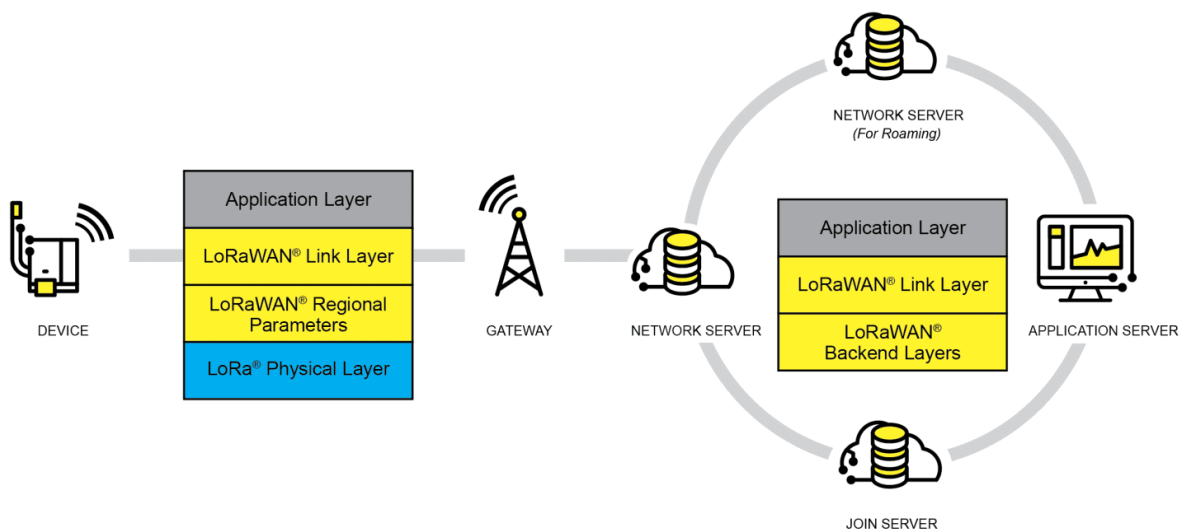 NETWORK SERVER
(For Roaming)
Application Layer
LoRaWAN® Link Layer
LoRaWAN® Regional
Parameters
LoRa® Physical Layer
Application Layer
LoRaWAN® Link Layer
LoRaWAN®
Backend Layers
DEVICE
GATEWAY
NETWORK SERVER
APPLICATION SERVER
JOIN SERVER